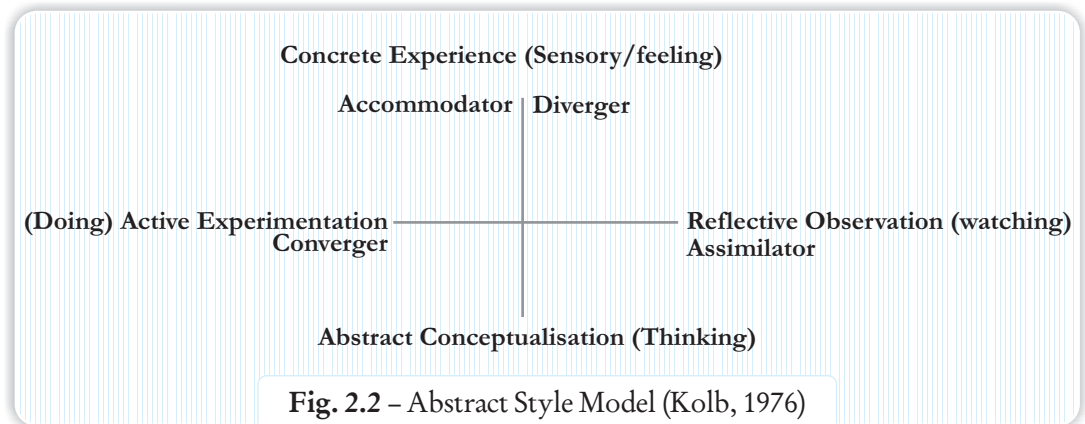 Concrete Experience (Sensory/feeling)
Accommodator Diverger
(Doing) Active Experimentation
Converger
Reflective Observation (watching)
Assimilator
Abstract Conceptualisation (Thinking)
Fig. 2.2 – Abstract Style Model (Kolb, 1976)